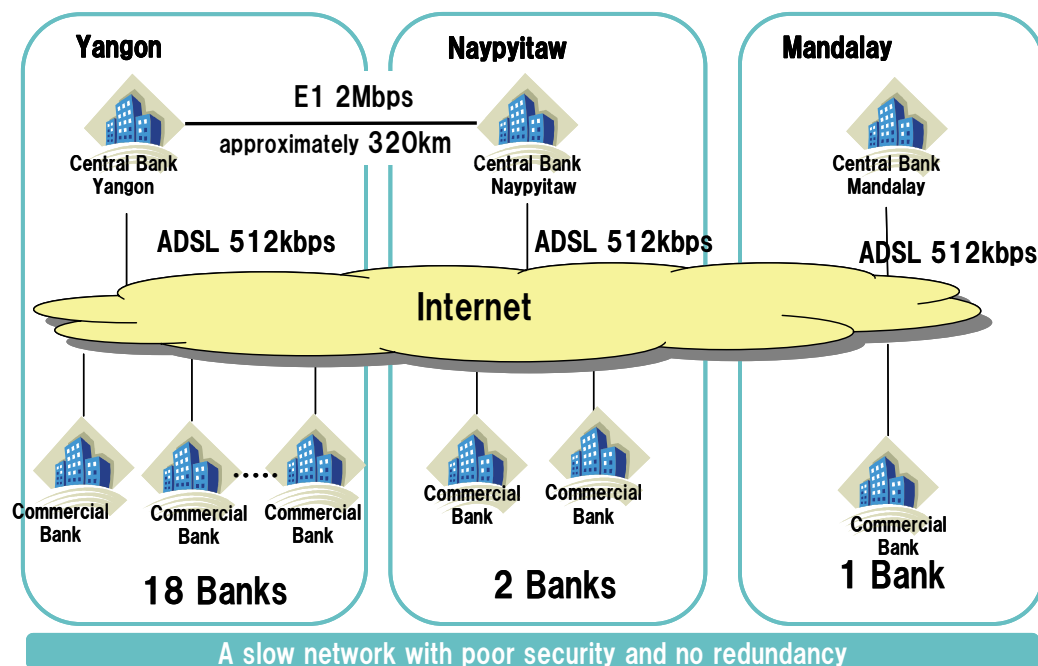 Yangon
Naypyitaw
Mandalay
E1 2Mbps
approximately 320km
Central Bank
Yangon
Central Bank
Naypyitaw
Central Bank
Mandalay
ADSL 512kbps
ADSL 512kbps
ADSL 512kbps
Internet
.....
Commercial
Bank
Commercial
Bank
Commercial
Bank
Commercial
Bank
Commercial
Bank
Commercial
Bank
18 Banks
2 Banks
1 Bank
A slow network with poor security and no redundancy